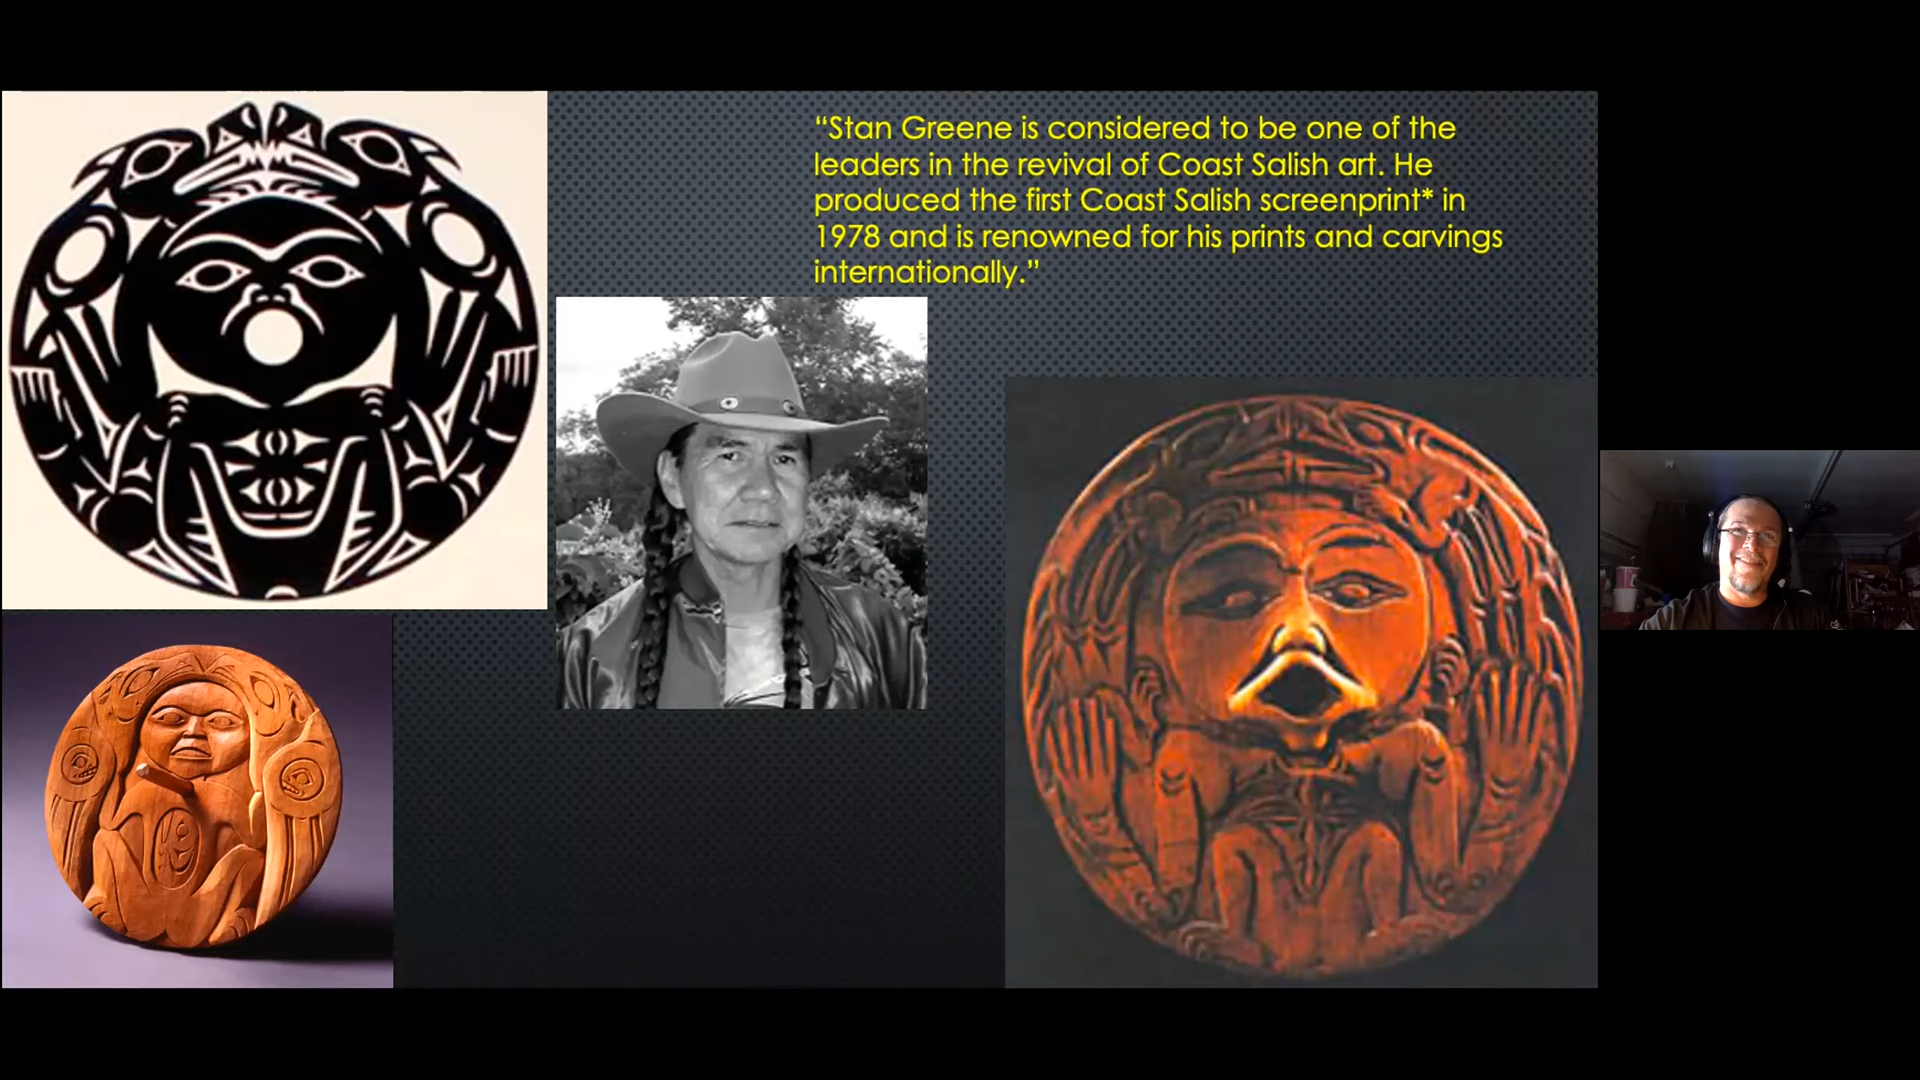 “Stan Greene is considered to be one of the
leaders in the revival of Coast Salish art. He
produced the first Coast Salish screenprint* in
1978 and is renowned for his prints and carvings
internationally.”